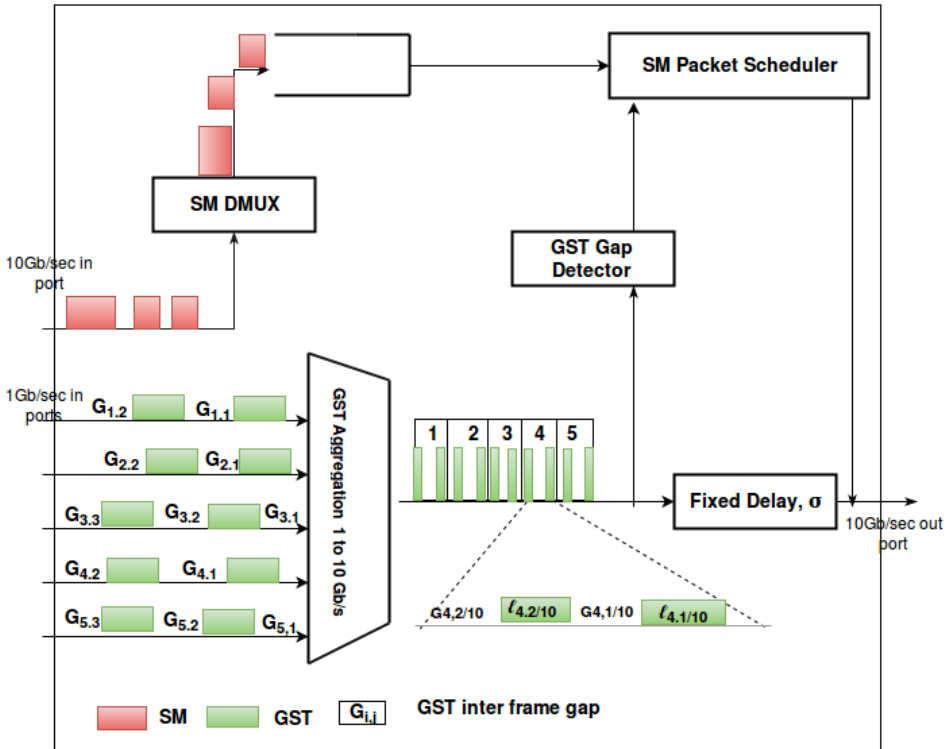 SM Packet Scheduler
SM DMUX
GST Gap
Detector
10Gb/sec in
port
1Gb/sec in
ports
G1.2
G1.1
G2.2
G2.1
G3.3
G3.2
G3.1
G4.2
G4.1
G5.3
G5.2
G5,1
GST Aggregation 1 to 10 Gb/s
1 2 3 4 5
Fixed Delay, σ
10Gb/sec out
port
G4,2/10 ℓ4.2/10 G4,1/10 ℓ4.1/10
SM GST Gi,j GST inter frame gap